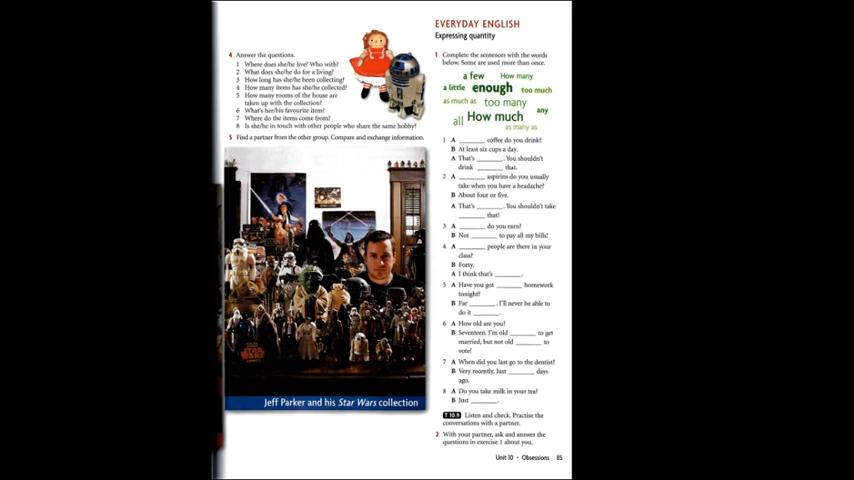 4 Answer the questions.
1 Where does she/he live? Who with?
2 What does she/he do for a living?
3 How long has she/he been collecting?
4 How many items has she/he collected?
5 How many rooms of the house are
taken up with the collection?
6 What's her/his favourite item?
7 Where do the items come from?
8 Is she/he in touch with other people who share the same hobby?
5 Find a partner from the other group. Compare and exchange information.
STAR
WARS
Jeff Parker and his Star Wars collection
EVERYDAY ENGLISH
Expressing quantity
1 Complete the sentences with the words
below. Some are used more than once.
a few How many
a little enough too much
as much as too many any
all How much
as many as
1 A ________ coffee do you drink?
B At least six cups a day.
A That's ________. You shouldn't
drink ________ that.
2 A ________ aspirins do you usually
take when you have a headache?
B About four or five.
A That's ________. You shouldn't take
________ that!
3 A ________ do you earn?
B Not ________ to pay all my bills!
4 A ________ people are there in your
class?
B Forty.
A I think that's ________.
5 A Have you got ________ homework
tonight?
B Far ________. I'll never be able to
do it ________.
6 A How old are you?
B Seventeen. I'm old ________ to get
married, but not old ________ to
vote!
7 A When did you last go to the dentist?
B Very recently. Just ________ days
ago.
8 A Do you take milk in your tea?
B Just ________.
T 10.9 Listen and check. Practise the
conversations with a partner.
2 With your partner, ask and answer the
questions in exercise 1 about you.
Unit 10 • Obsessions 85